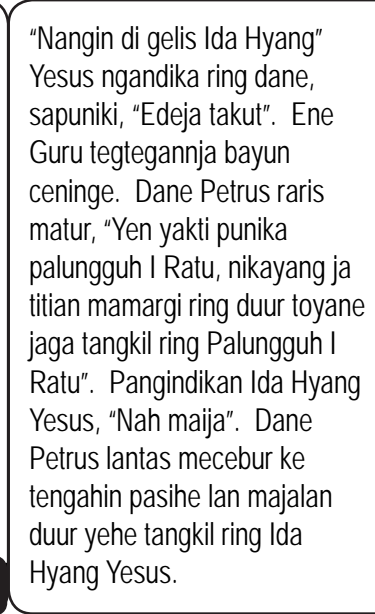 “Nangin di gelis Ida Hyang”
Yesus ngandika ring dane,
sapuniki, “Edeja takut”.  Ene
Guru tegtegannja bayun
ceninge.  Dane Petrus raris
matur, “Yen yakti punika
palungguh I Ratu, nikayang ja
titian mamargi ring duur toyane
jaga tangkil ring Palungguh I
Ratu”.  Pangindikan Ida Hyang
Yesus, “Nah maija”.  Dane
Petrus lantas mecebur ke
tengahin pasihe lan majalan
duur yehe tangkil ring Ida
Hyang Yesus.